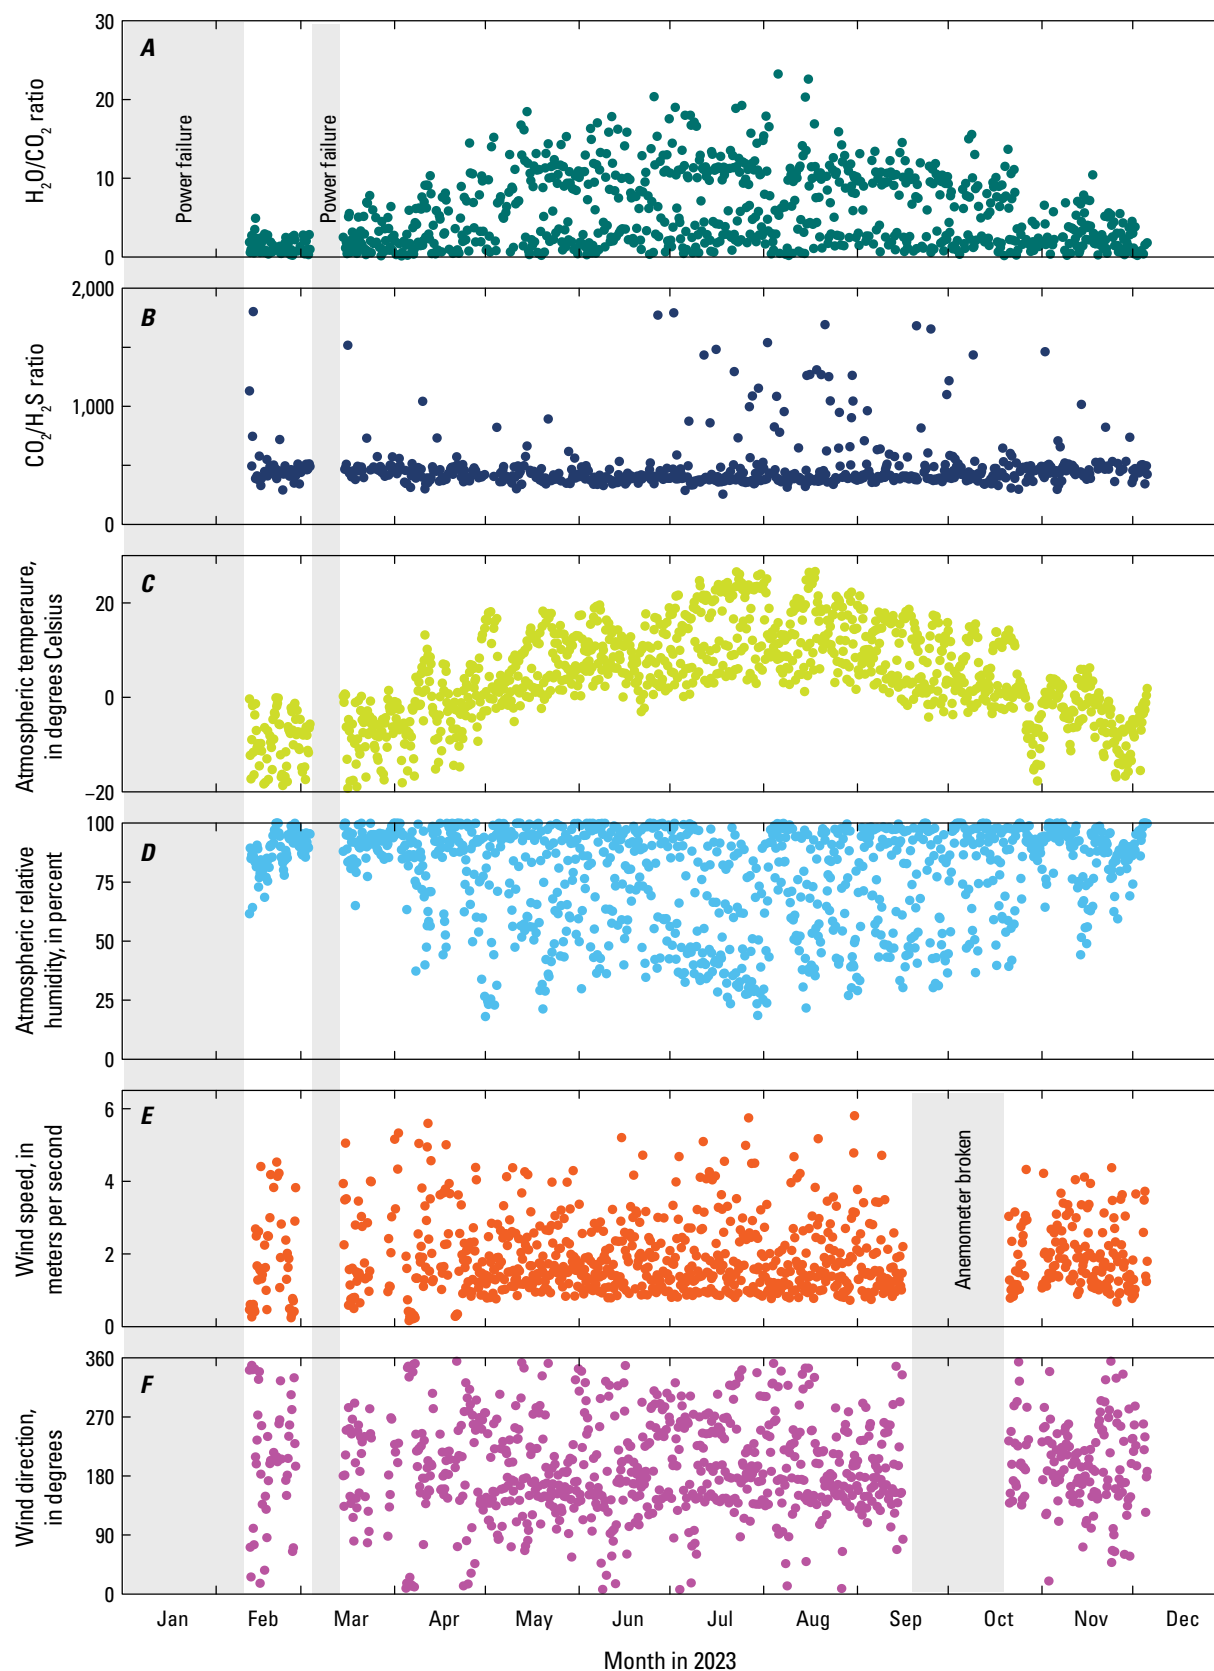 30
20
10
0
H₂O/CO₂ ratio
A
Power failure
Power failure
2,000
1,000
0
CO₂/H₂S ratio
B
20
0
–20
Atmospheric temperaure,
in degrees Celsius
C
100
75
50
25
0
Atmospheric relative
humidity, in percent
D
6
4
2
0
Wind speed, in
meters per second
E
Anemometer broken
360
270
180
90
0
Wind direction,
in degrees
F
Jan Feb Mar Apr May Jun Jul Aug Sep Oct Nov Dec
Month in 2023